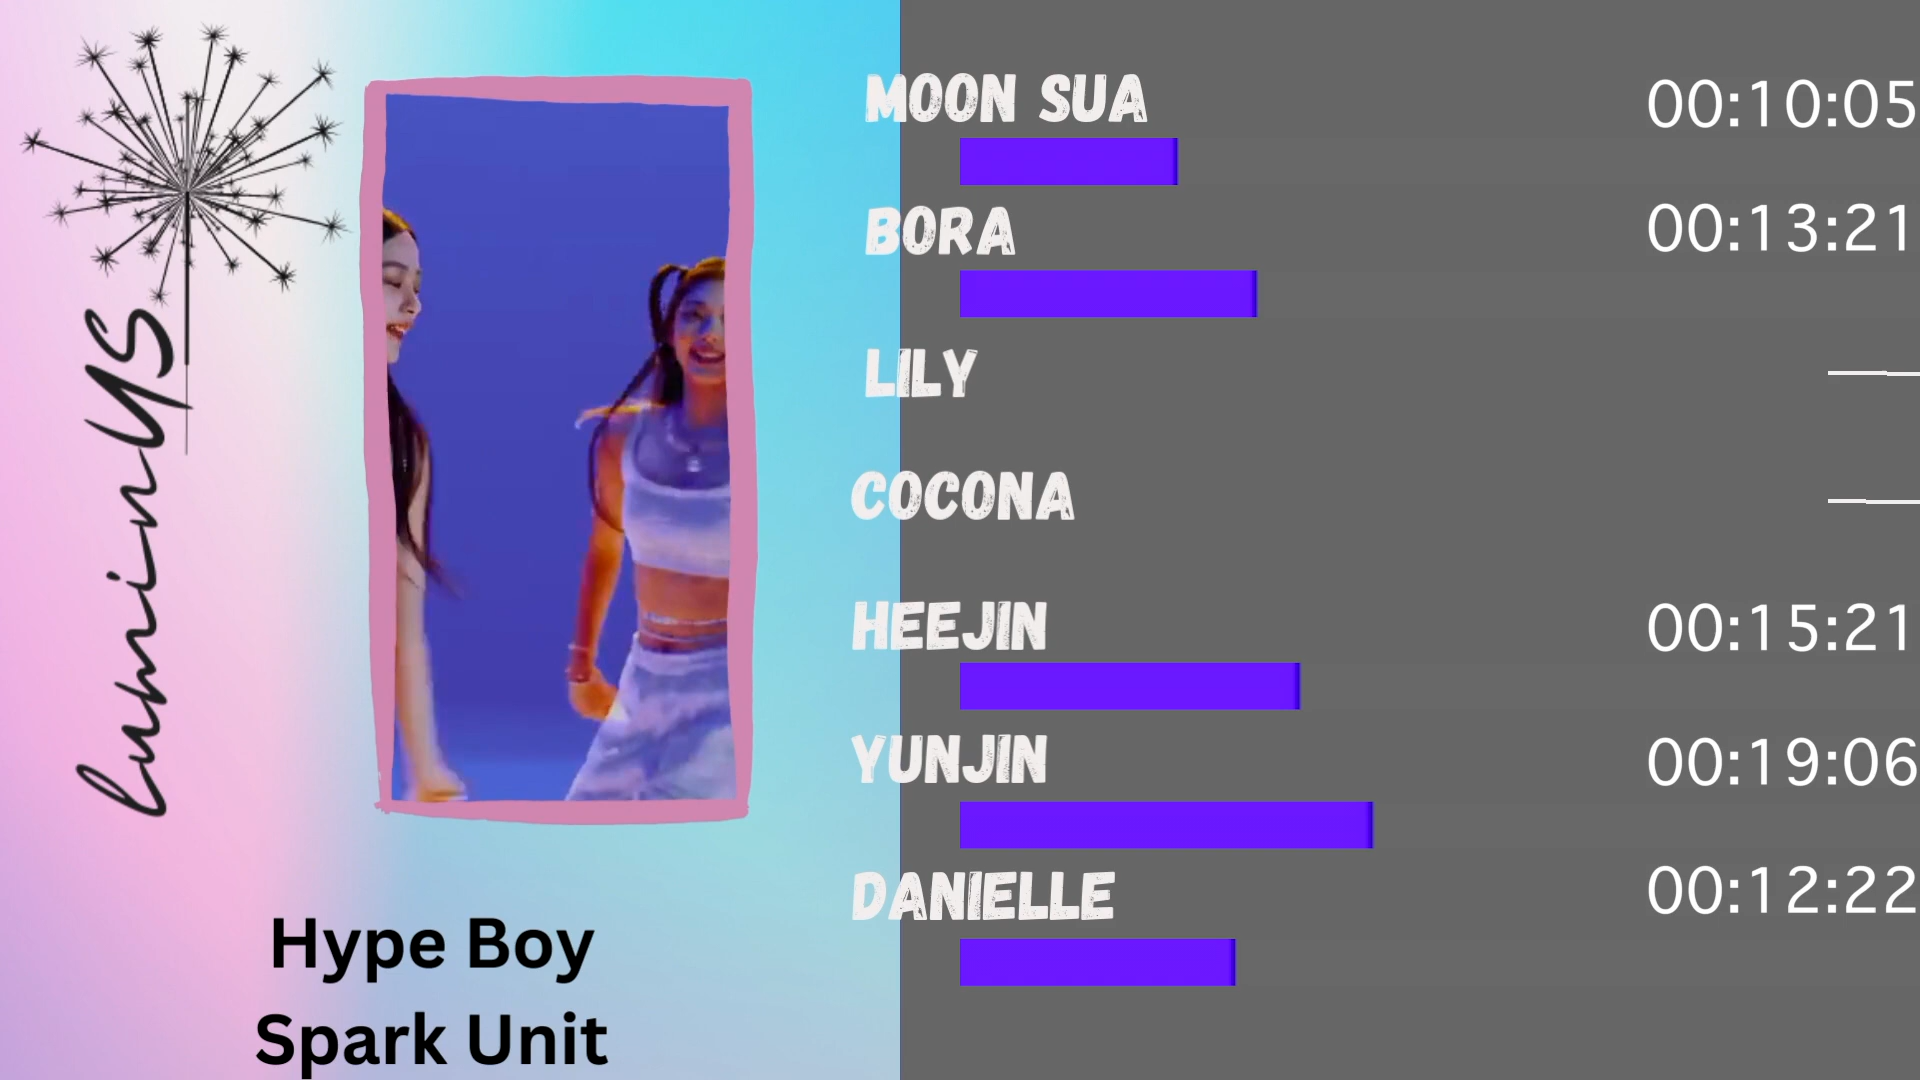 luminUS
MOON SUA
00:10:05
BORA
00:13:21
LILY
COCONA
HEEJIN
00:15:21
YUNJIN
00:19:06
DANIELLE
00:12:22
Hype Boy
Spark Unit